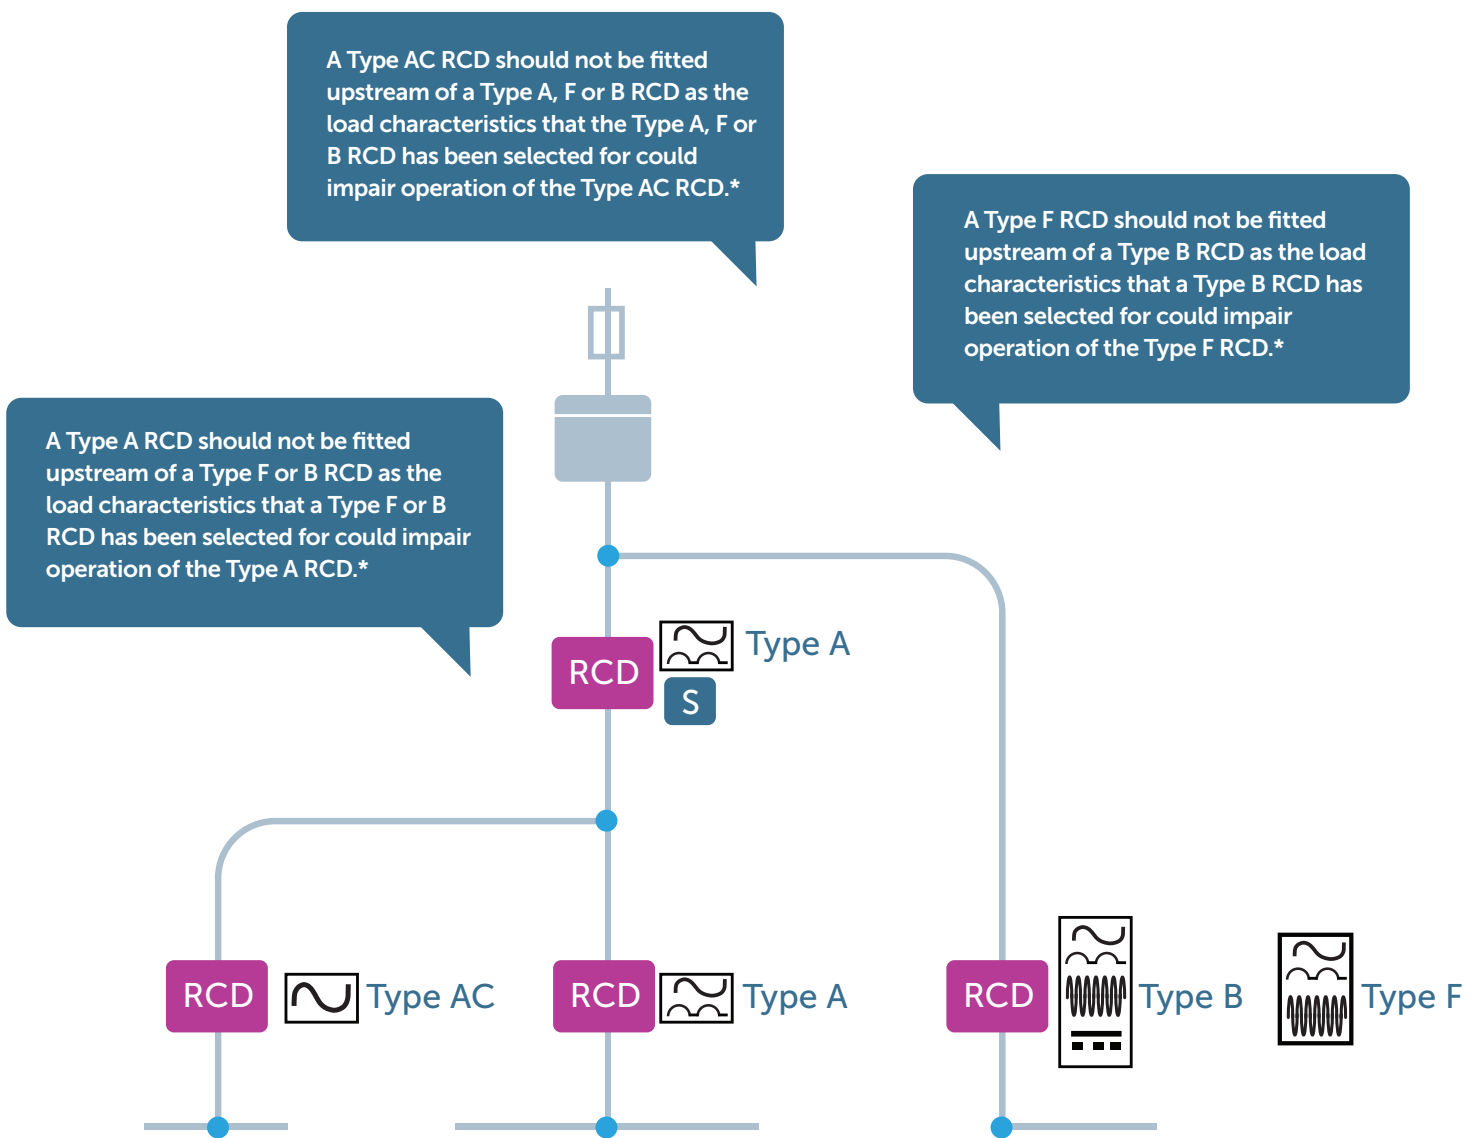 A Type AC RCD should not be fitted
upstream of a Type A, F or B RCD as the
load characteristics that the Type A, F or
B RCD has been selected for could
impair operation of the Type AC RCD.*
A Type F RCD should not be fitted
upstream of a Type B RCD as the load
characteristics that a Type B RCD has
been selected for could impair
operation of the Type F RCD.*
A Type A RCD should not be fitted
upstream of a Type F or B RCD as the
load characteristics that a Type F or B
RCD has been selected for could impair
operation of the Type A RCD.*
RCD
Type A
S
RCD
Type AC
RCD
Type A
RCD
Type B
Type F